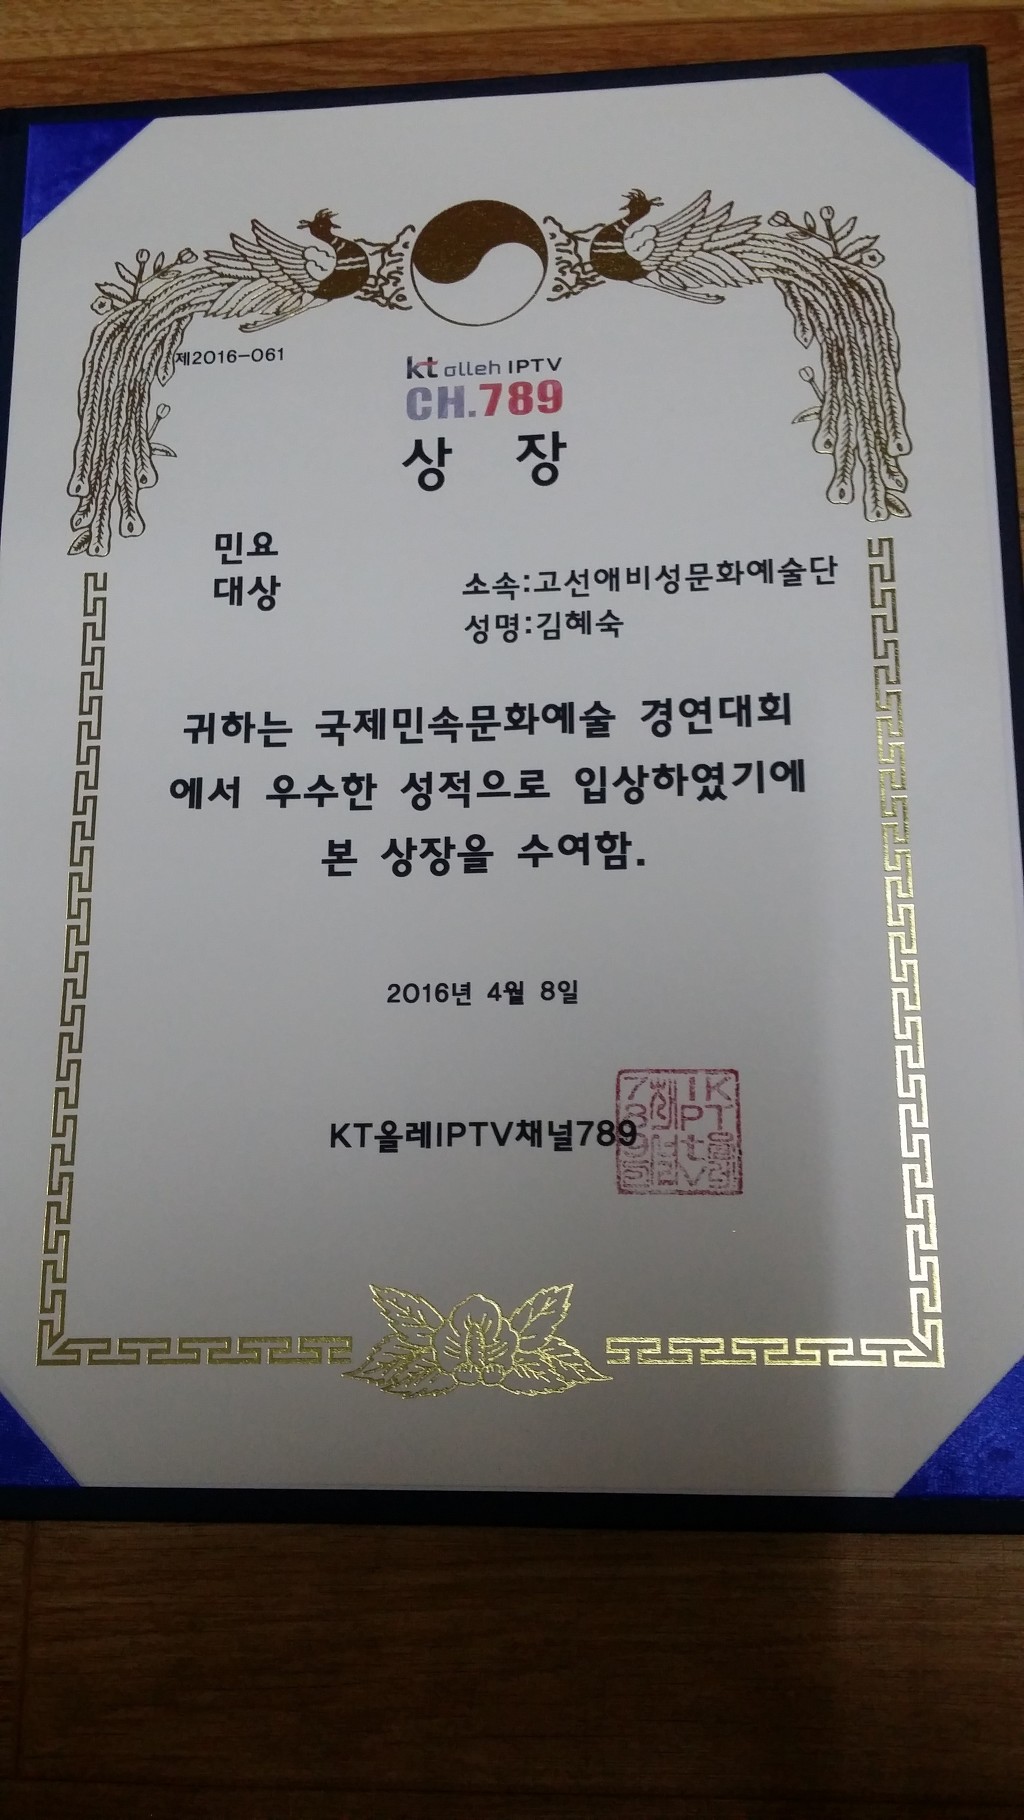 제2016-061
kt olleh IPTV
CH.789
상 장
민요
대상
소속:고선애비성문화예술단
성명:김혜숙
귀하는 국제민속문화예술 경연대회
에서 우수한 성적으로 입상하였기에
본 상장을 수여함.
2016년 4월 8일
KT올레IPTV채널789